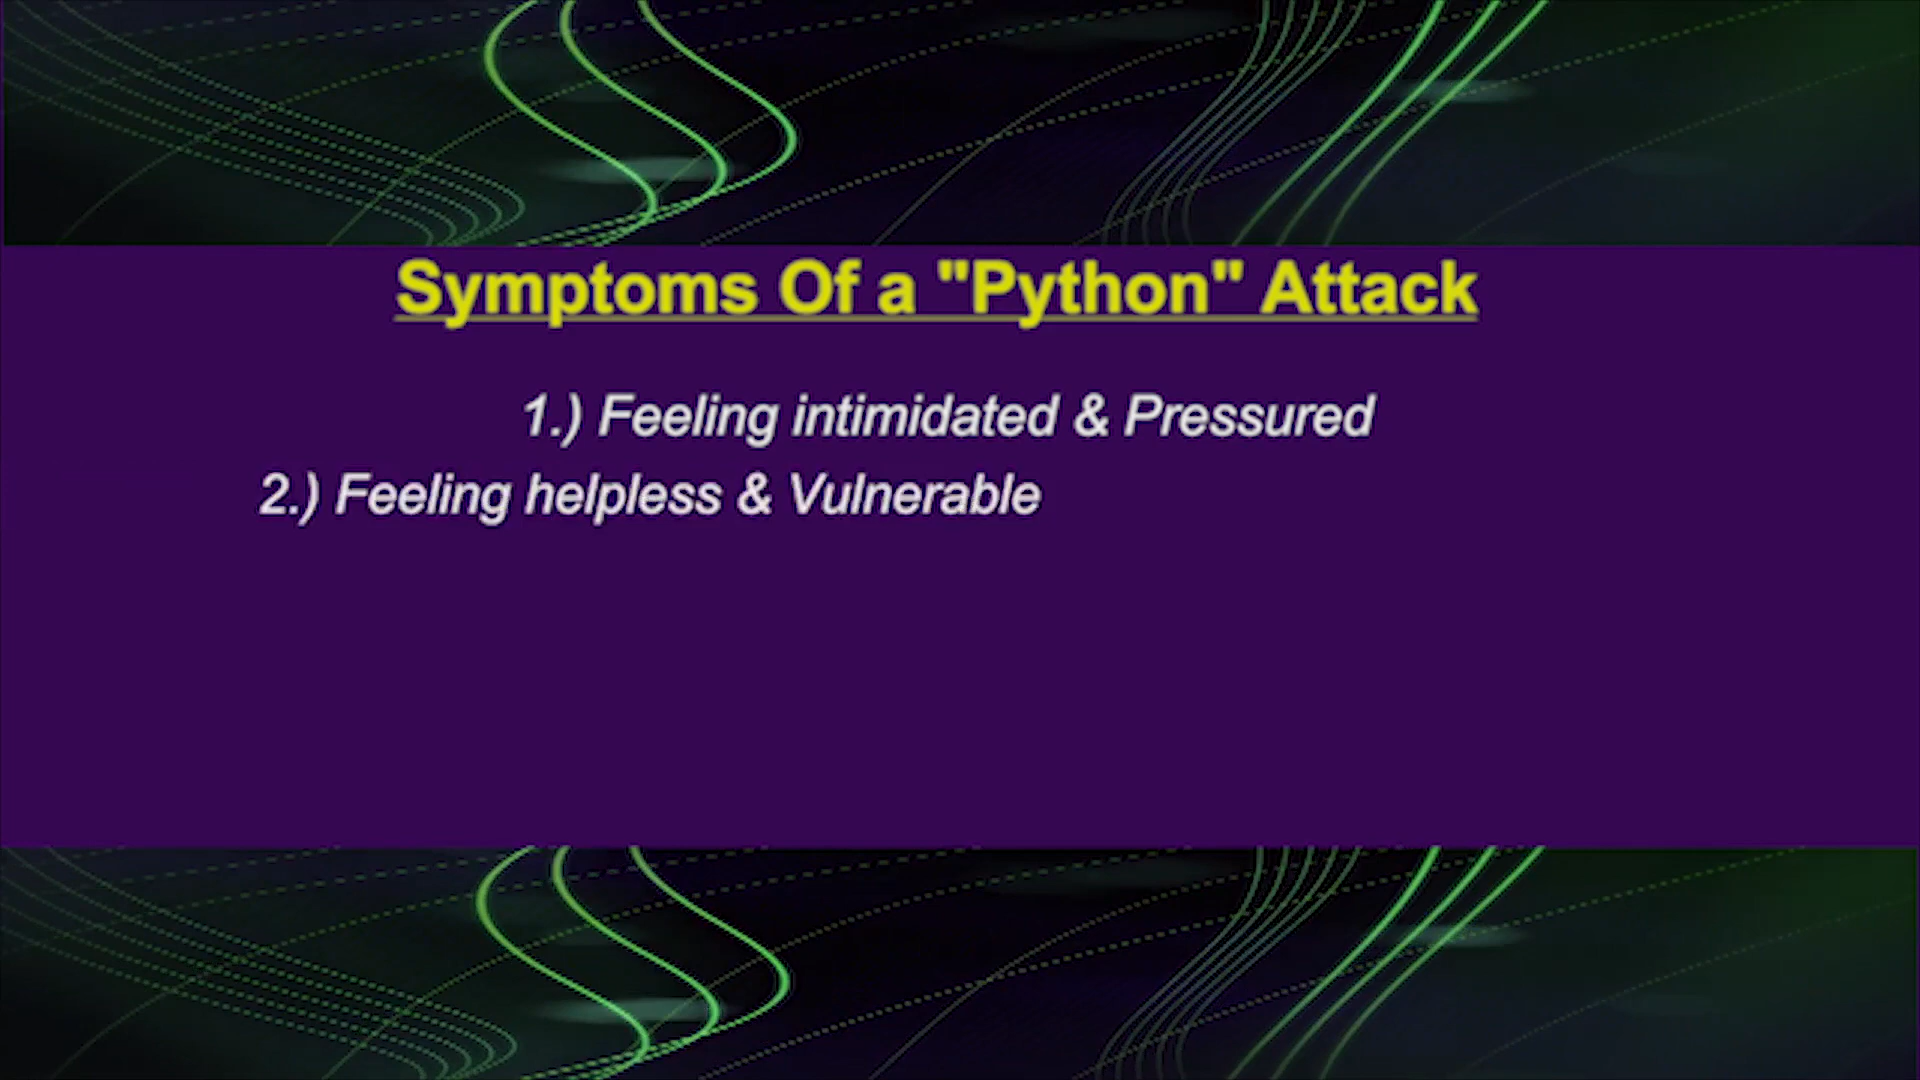 Symptoms Of a "Python" Attack
1.) Feeling intimidated & Pressured
2.) Feeling helpless & Vulnerable